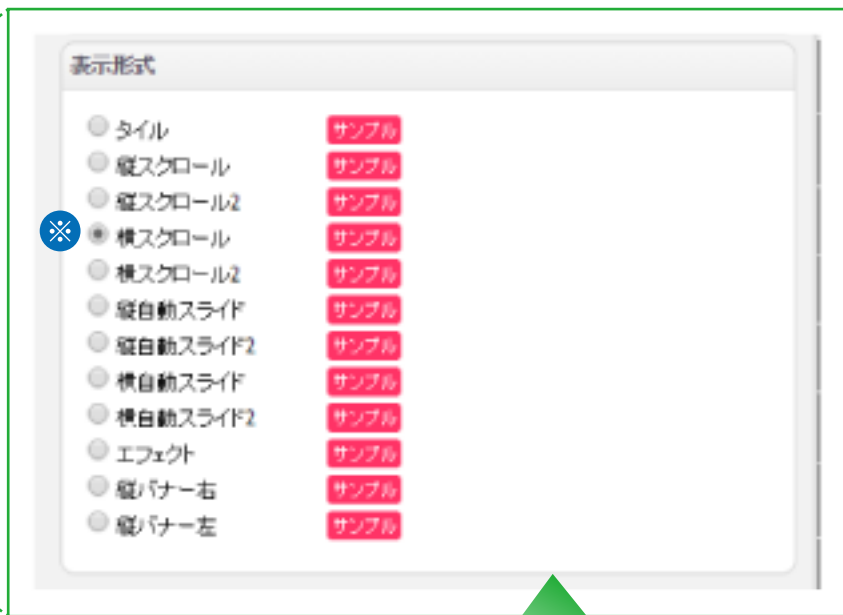 表示形式
タイル サンプル
縦スクロール サンプル
縦スクロール2 サンプル
※ 横スクロール サンプル
横スクロール2 サンプル
縦自動スライド サンプル
縦自動スライド2 サンプル
横自動スライド サンプル
横自動スライド2 サンプル
エフェクト サンプル
縦バナー右 サンプル
縦バナー左 サンプル